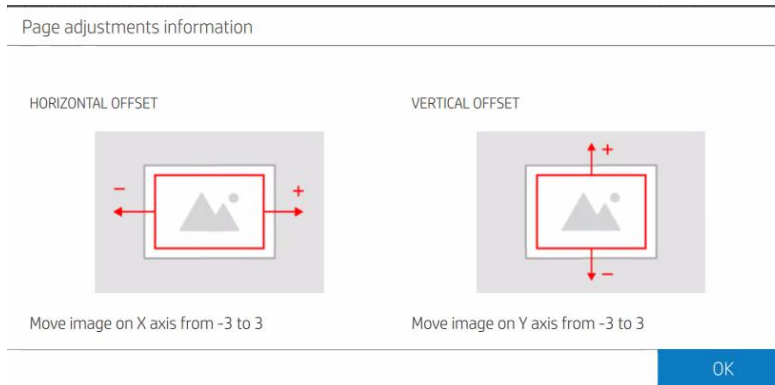 Page adjustments information
HORIZONTAL OFFSET
VERTICAL OFFSET
- +
+
-
Move image on X axis from -3 to 3
Move image on Y axis from -3 to 3
OK